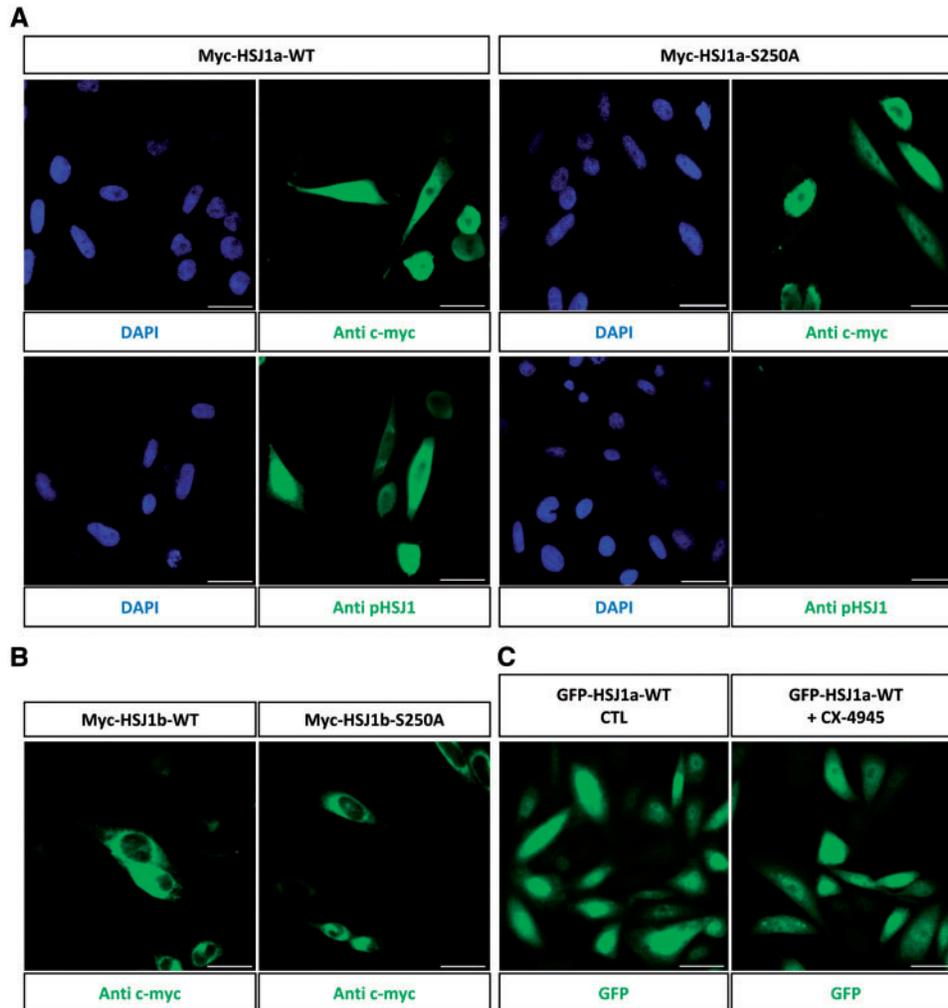 A
Myc-HSJ1a-WT
Myc-HSJ1a-S250A
DAPI
Anti c-myc
DAPI
Anti c-myc
DAPI
Anti pHSJ1
DAPI
Anti pHSJ1
B
C
Myc-HSJ1b-WT
Myc-HSJ1b-S250A
GFP-HSJ1a-WT
CTL
GFP-HSJ1a-WT
+ CX-4945
Anti c-myc
Anti c-myc
GFP
GFP